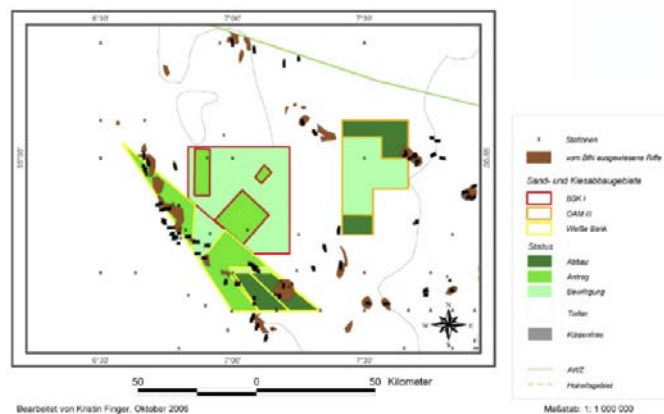 6°30' 7°00' 7°30'
Stationen
vom BfN ausgewiesene Riffe
Sand- und Kiesabbaugebiete
BSK I
OAM III
Weiße Bank
Status
Abbau
Antrag
Bewilligung
Tiefen
Küstenlinie
AWZ
Hoheitsgebiet
N
W
S
6°30' 7°00' 7°30'
50 0 50 Kilometer
Bearbeitet von Kristin Finger, Oktober 2006
Maßstab: 1: 1 000 000